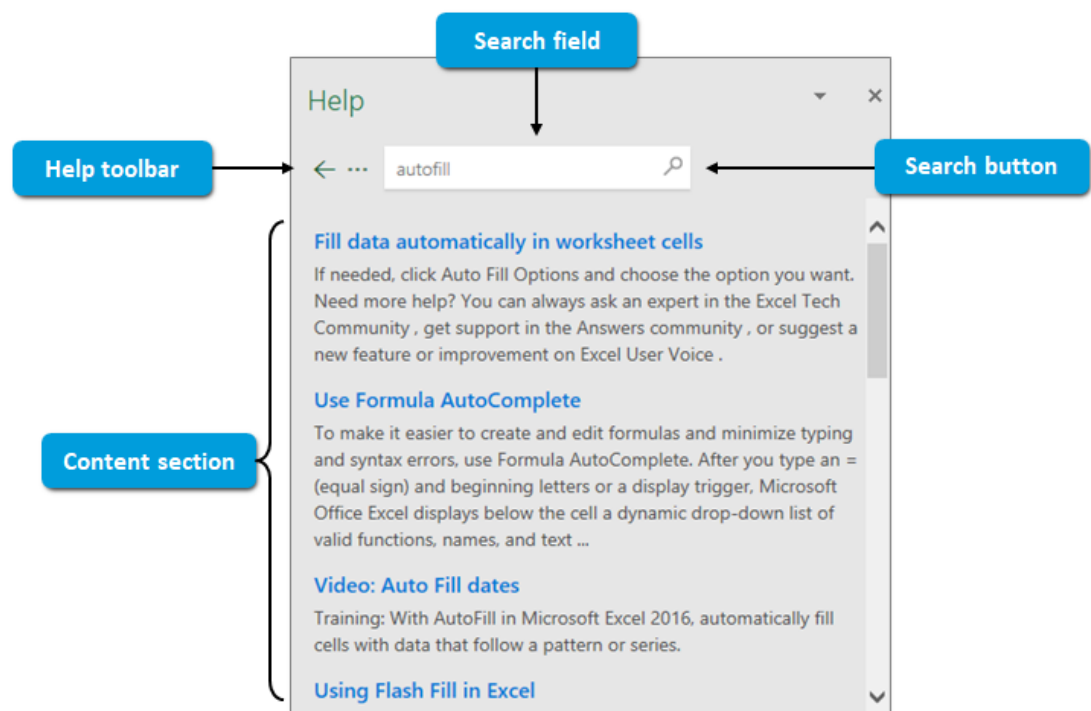 Search field
Help
Help toolbar
autofill
Search button
Fill data automatically in worksheet cells
If needed, click Auto Fill Options and choose the option you want.
Need more help? You can always ask an expert in the Excel Tech
Community , get support in the Answers community , or suggest a
new feature or improvement on Excel User Voice .
Use Formula AutoComplete
To make it easier to create and edit formulas and minimize typing
and syntax errors, use Formula AutoComplete. After you type an =
(equal sign) and beginning letters or a display trigger, Microsoft
Office Excel displays below the cell a dynamic drop-down list of
valid functions, names, and text ...
Content section
Video: Auto Fill dates
Training: With AutoFill in Microsoft Excel 2016, automatically fill
cells with data that follow a pattern or series.
Using Flash Fill in Excel